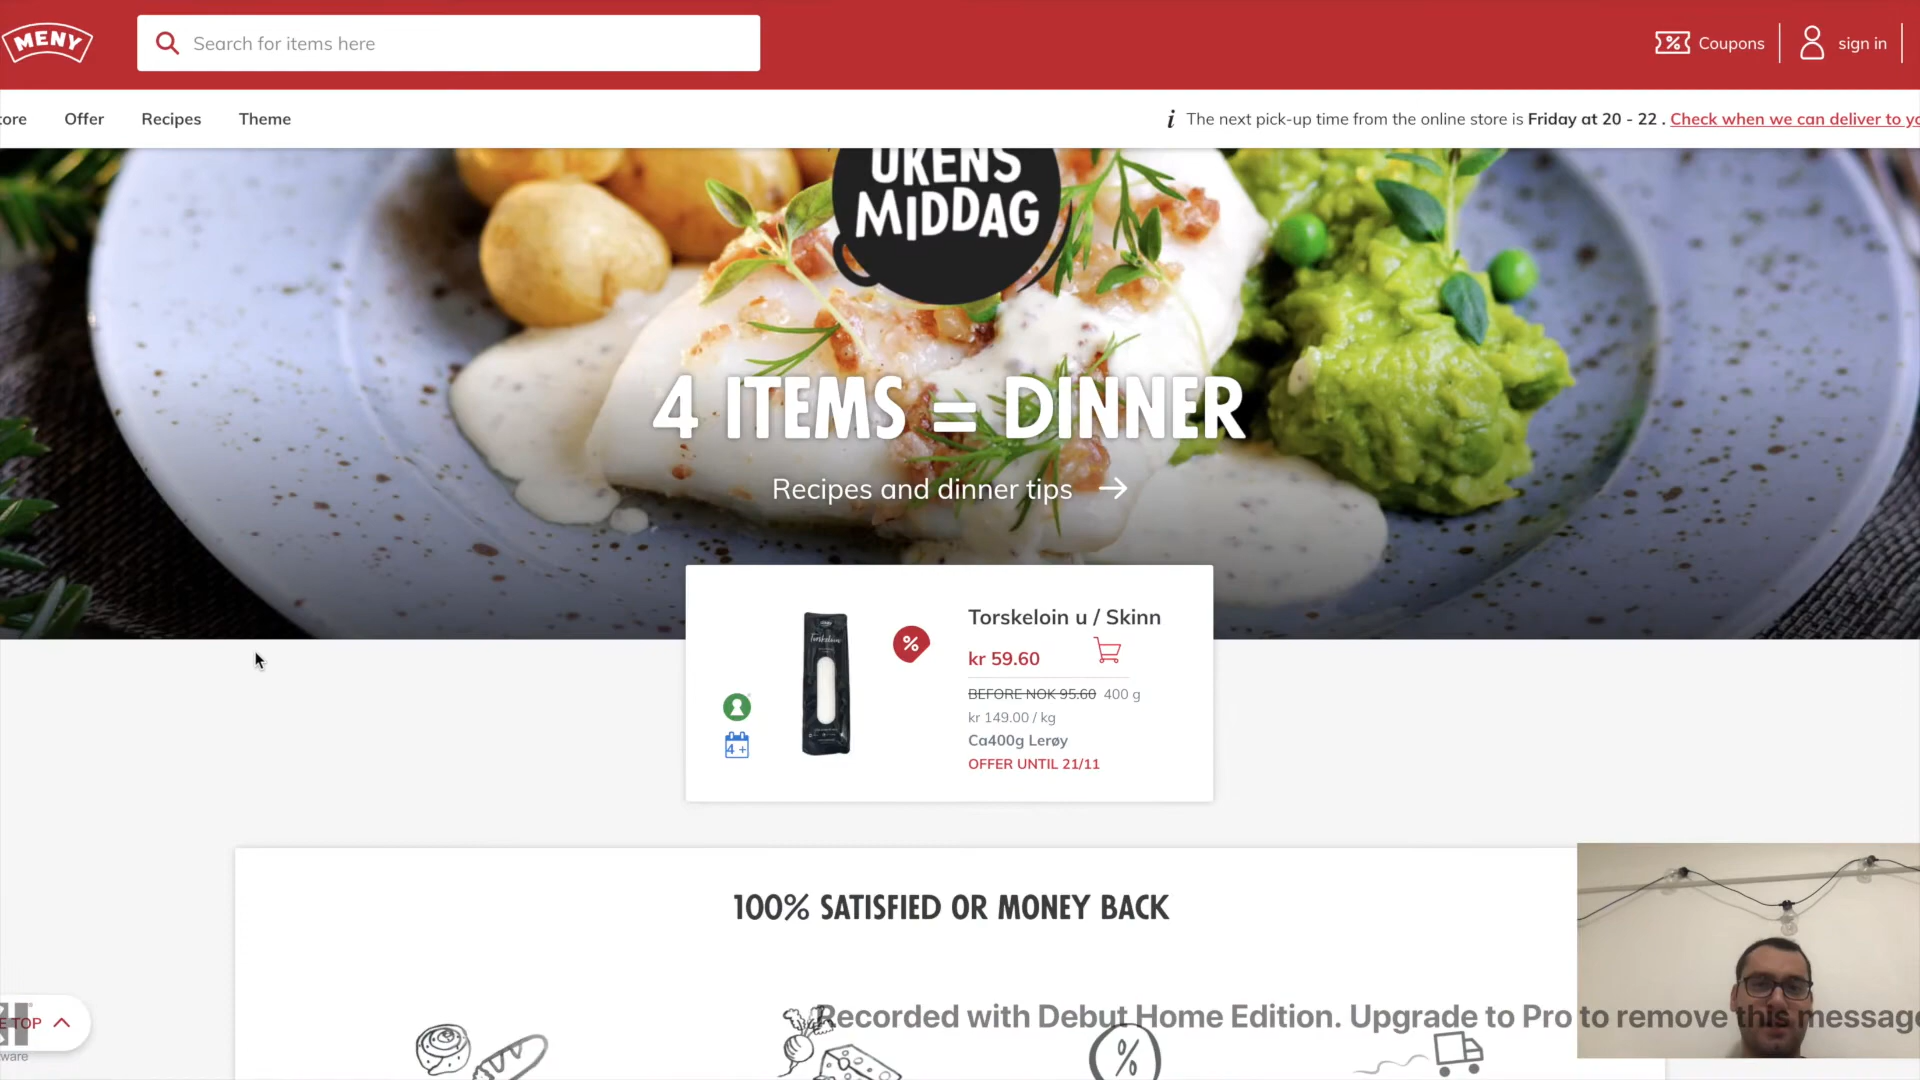 MENY
Search for items here
% Coupons
sign in
ore
Offer
Recipes
Theme
i The next pick-up time from the online store is Friday at 20 - 22 . Check when we can deliver to yo
UKENS
MIDDAG
4 ITEMS = DINNER
Recipes and dinner tips →
Torskeloin
%
4 +
Torskeloin u / Skinn
kr 59.60
BEFORE NOK 95.60 400 g
kr 149.00 / kg
Ca400g Lerøy
OFFER UNTIL 21/11
100% SATISFIED OR MONEY BACK
%
E TOP
ware
Recorded with Debut Home Edition. Upgrade to Pro to remove this message